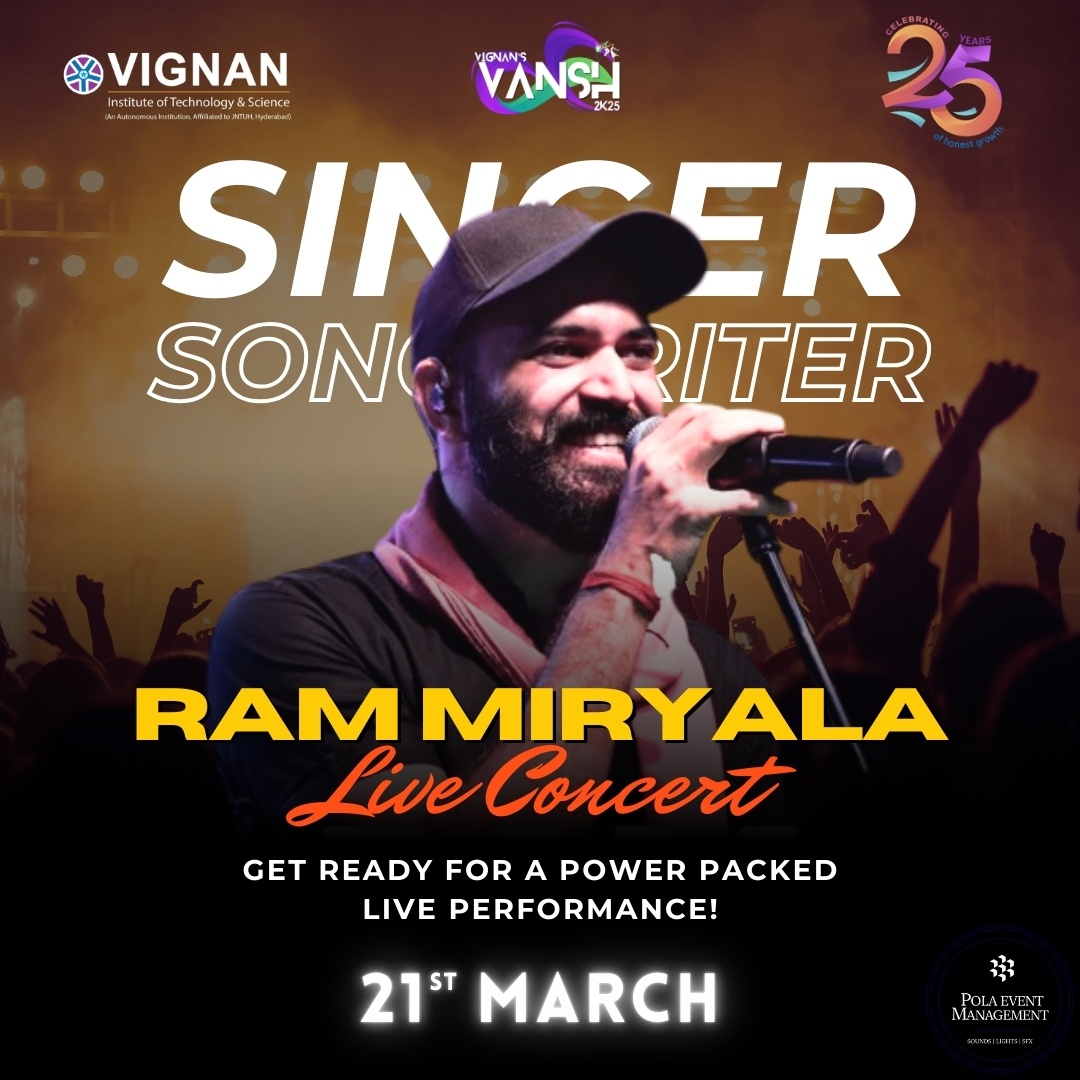 VIGNAN
Institute of Technology & Science
(An Autonomous Institution, Affiliated to JNTUH, Hyderabad)
VIGNAN'S
VANSH
2K25
CELEBRATING
25
YEARS
of honest growth
SINGER
SONGWRITER
RAM MIRYALA
Live Concert
GET READY FOR A POWER PACKED
LIVE PERFORMANCE!
21ST MARCH
POLA EVENT
MANAGEMENT
SOUNDS | LIGHTS | SFX